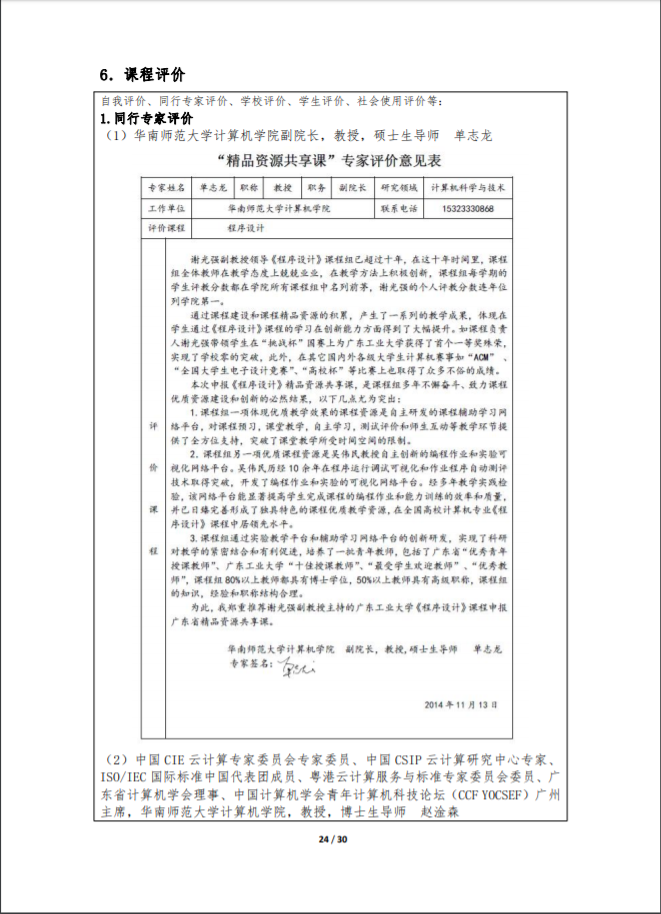 6．课程评价
自我评价、同行专家评价、学校评价、学生评价、社会使用评价等：
1.同行专家评价
（1）华南师范大学计算机学院副院长，教授，硕士生导师 单志龙
“精品资源共享课”专家评价意见表
专家姓名 单志龙 职称 教授 职务 副院长 研究领域 计算机科学与技术
工作单位 华南师范大学计算机学院 联系电话 15323330868
评价课程 程序设计
评价课程
谢光强副教授领导《程序设计》课程组已超过十年，在这十年时间里，课程
组全体教师在教学态度上兢兢业业，在教学方法上积极创新，课程组每学期的
学生评教分数都在学院所有课程组中名列前茅，谢光强的个人评教分数连年位
列学院第一。
通过课程建设和课程精品资源的积累，产生了一系列的教学成果，体现在
学生通过《程序设计》课程的学习在创新能力方面得到了大幅提升。如课程负责
人谢光强带领学生在“挑战杯”国赛上为广东工业大学获得了首个一等奖殊荣，
实现了学校零的突破，此外，在其它国内外各级大学生计算机赛事如“ACM”、
“全国大学生电子设计竞赛”、“高校杯”等比赛上也取得了众多不俗的成绩。
本次申报《程序设计》精品资源共享课，是课程组多年不懈奋斗、致力课程
优质资源建设和创新的必然结果，以下几点尤为突出：
1.课程组一项体现优质教学效果的课程资源是自主研发的课程辅助学习网
络平台，对课程预习，课堂教学，自主学习，测试评价和师生互动等教学环节提
供了全方位支持，突破了课堂教学所受时间空间的限制。
2.课程组另一项优质课程资源是吴伟民教授自主创新的编程作业和实验可
视化网络平台。吴伟民历经 10 余年在程序运行调试可视化和作业程序自动测评
技术取得突破，开发了编程作业和实验的可视化网络平台。经多年教学实践检
验，该网络平台能显著提高学生完成课程的编程作业和能力训练的效率和质量，
并已日臻完善形成了独具特色的课程优质教学资源，在全国高校计算机专业《程
序设计》课程中居领先水平。
3.课程组通过实验教学平台和辅助学习网络平台的创新研发，实现了科研
对教学的紧密结合和有利促进，培养了一批青年教师，包括了广东省“优秀青年
授课教师”、广东工业大学“十佳授课教师”、“最受学生欢迎教师”、“优秀教
师”，课程组 80%以上教师都具有博士学位，50%以上教师具有高级职称，课程组
的知识，经验和职称结构合理。
为此，我郑重推荐谢光强副教授主持的广东工业大学《程序设计》课程申报
广东省精品资源共享课。
华南师范大学计算机学院 副院长，教授,硕士生导师 单志龙
专家签名：
2014 年 11 月 13 日
（2）中国 CIE 云计算专家委员会专家委员、中国 CSIP 云计算研究中心专家、
ISO/IEC 国际标准中国代表团成员、粤港云计算服务与标准专家委员会委员、广
东省计算机学会理事、中国计算机学会青年计算机科技论坛（CCF YOCSEF）广州
主席，华南师范大学计算机学院，教授，博士生导师 赵淦森
24 / 30